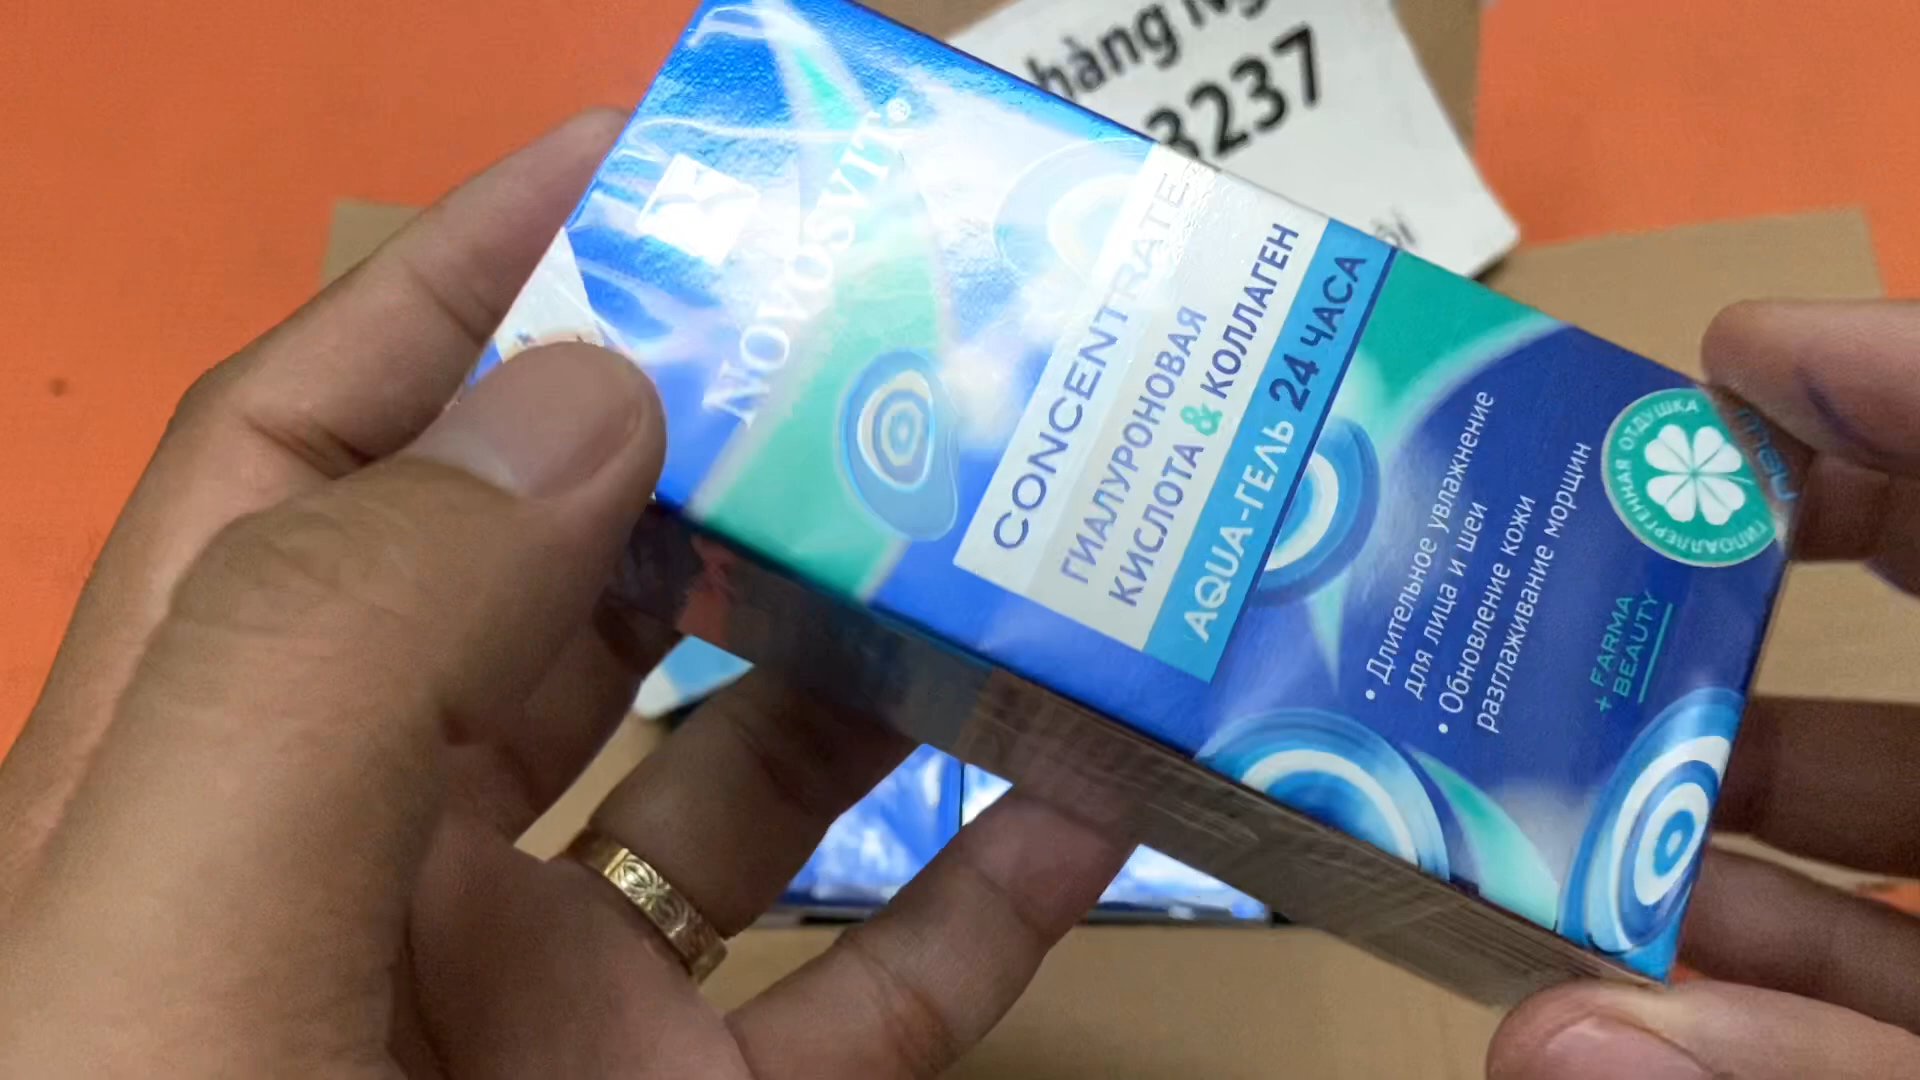 NOVOSVIT®
CONCENTRATE
ГИАЛУРОНОВАЯ
КИСЛОТА & КОЛЛАГЕН
AQUA-ГЕЛЬ 24 ЧАСА
• Длительное увлажнение
для лица и шеи
• Обновление кожи
разглаживание морщин
ГИПОАЛЛЕРГЕННАЯ ОТДУШКА
+ FARMA
BEAUTY
hàng
3237